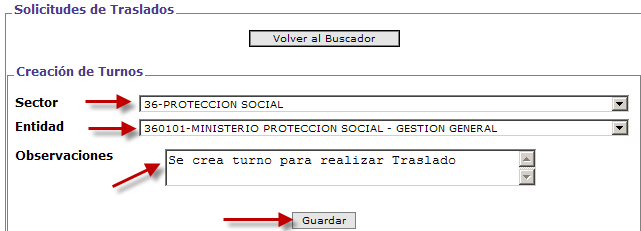 Solicitudes de Traslados
Volver al Buscador
Creación de Turnos
Sector
36-PROTECCION SOCIAL
Entidad
360101-MINISTERIO PROTECCION SOCIAL - GESTION GENERAL
Observaciones
Se crea turno para realizar Traslado
Guardar